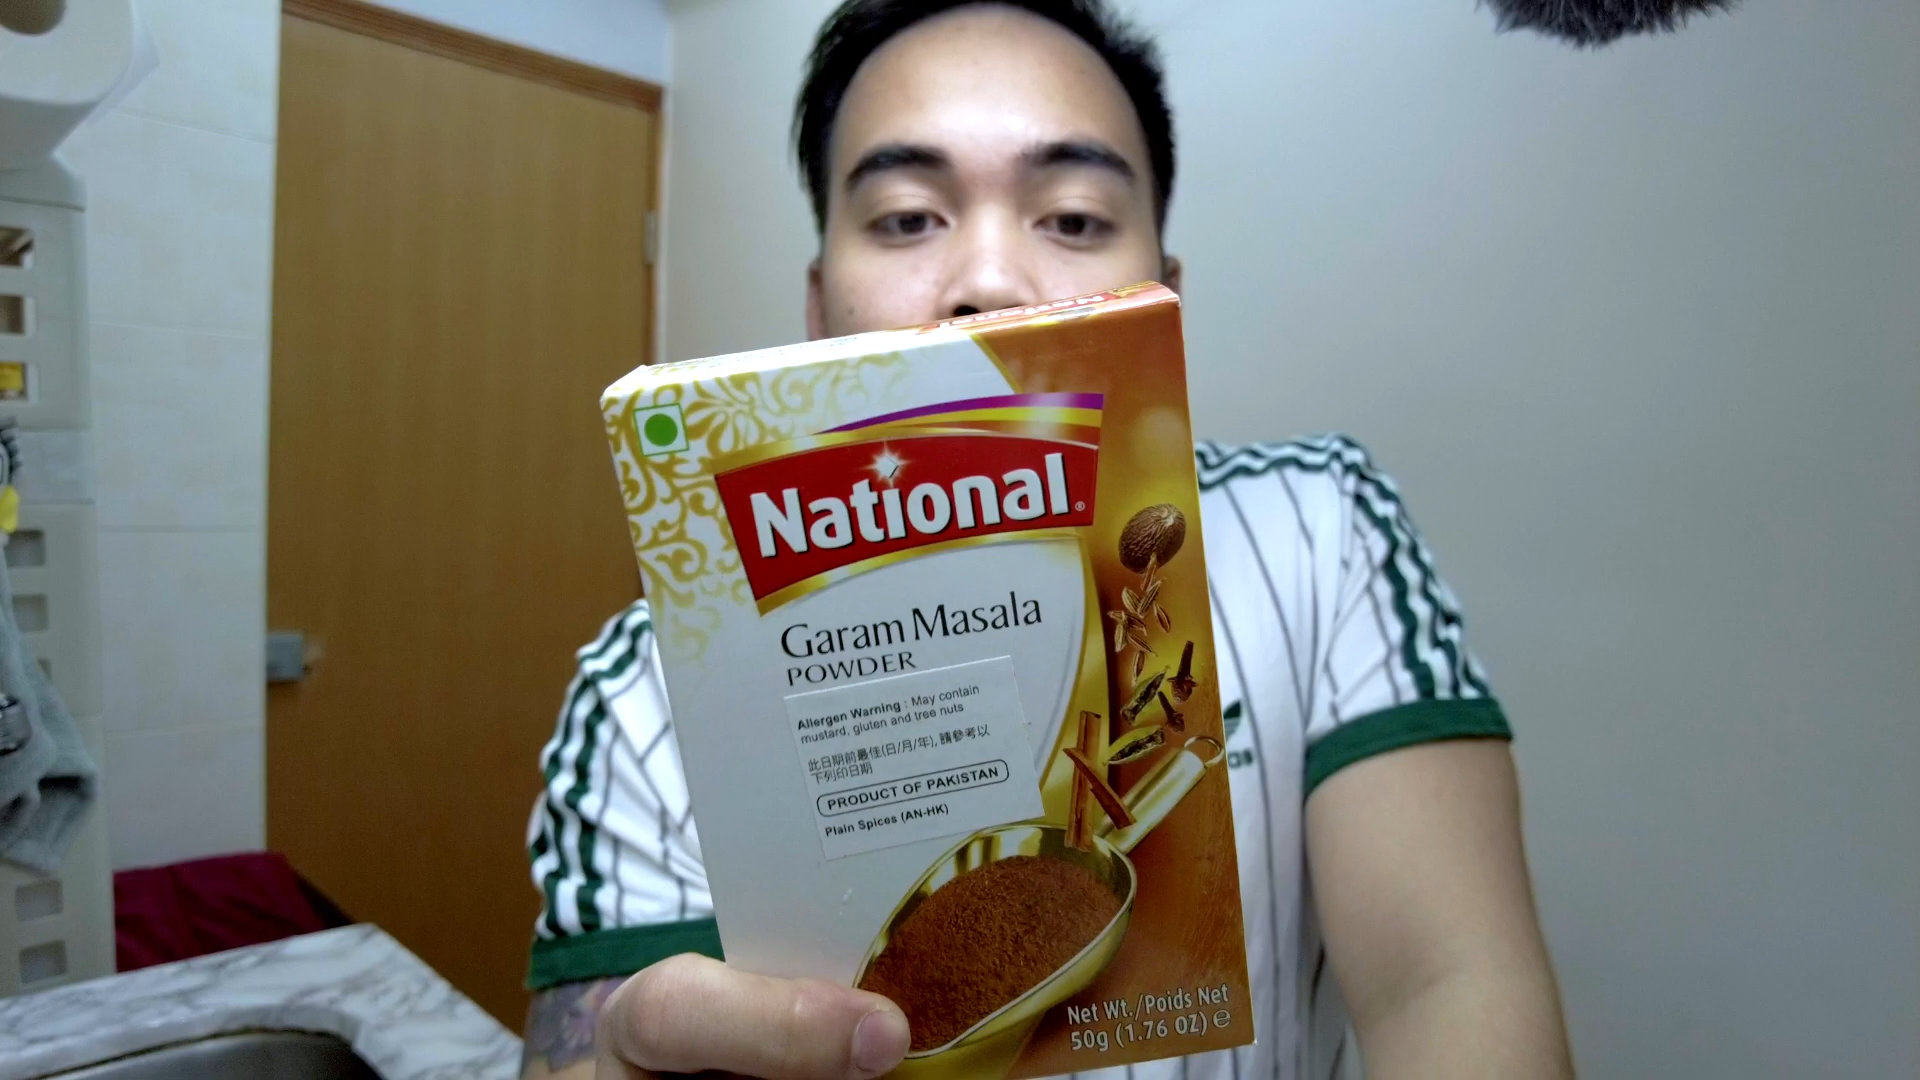 National
National®
Garam Masala
POWDER
Allergen Warning : May contain
mustard, gluten and tree nuts
此日期前最佳(日/月/年), 請參考以
下列印日期
PRODUCT OF PAKISTAN
Plain Spices (AN-HK)
Net Wt./Poids Net
50g (1.76 OZ) ℮